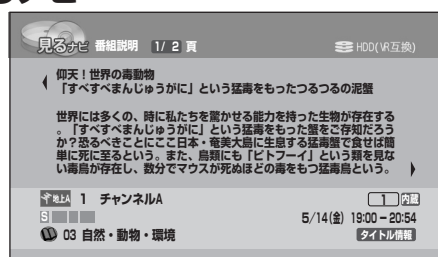 見るナビ 番組説明 1/ 2 頁 HDD(VR互換)
仰天！世界の毒動物
「すべすべまんじゅうがに」という猛毒をもったつるつるの泥蟹
世界には多くの、時に私たちを驚かせる能力を持った生物が存在する
。「すべすべまんじゅうがに」という猛毒をもった蟹をご存知だろう
か？恐るべきことにここ日本・奄美大島に生息する猛毒蟹で食せば簡
単に死に至るという。また、鳥類にも「ピトフーイ」という類を見な
い毒鳥が存在し、数分でマウスが死ぬほどの毒をもつ猛毒鳥という。
地上A 1 チャンネルA 1 内蔵
S 5/14(金) 19:00－20:54
03 自然・動物・環境 タイトル情報